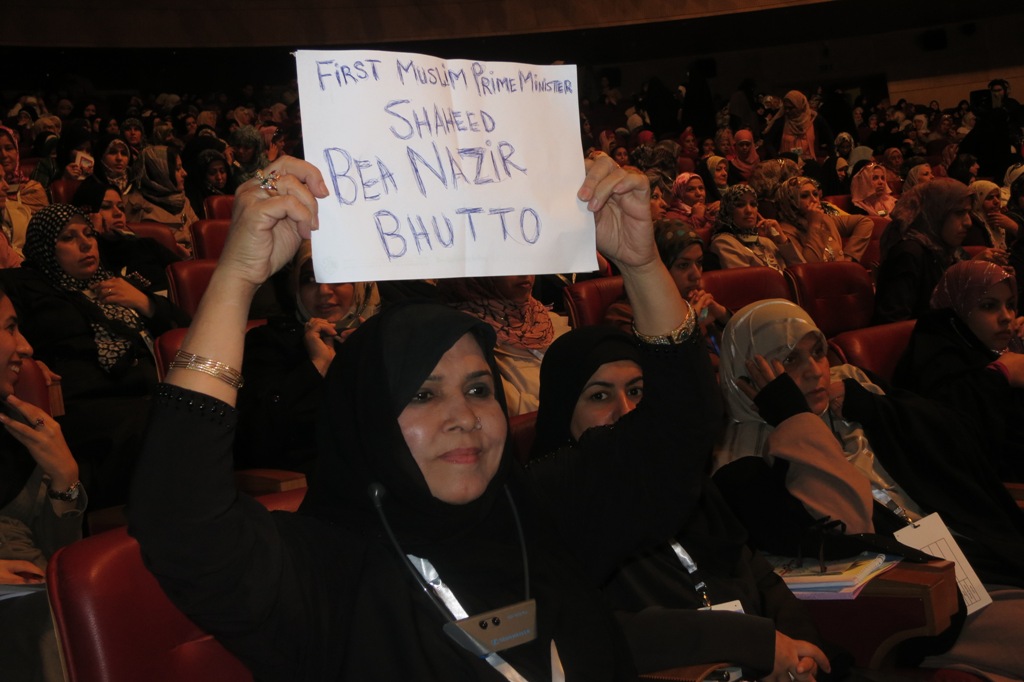 FIRST MUSLIM PRIME MINISTER
SHAHEED
BEA NAZIR
BHUTTO